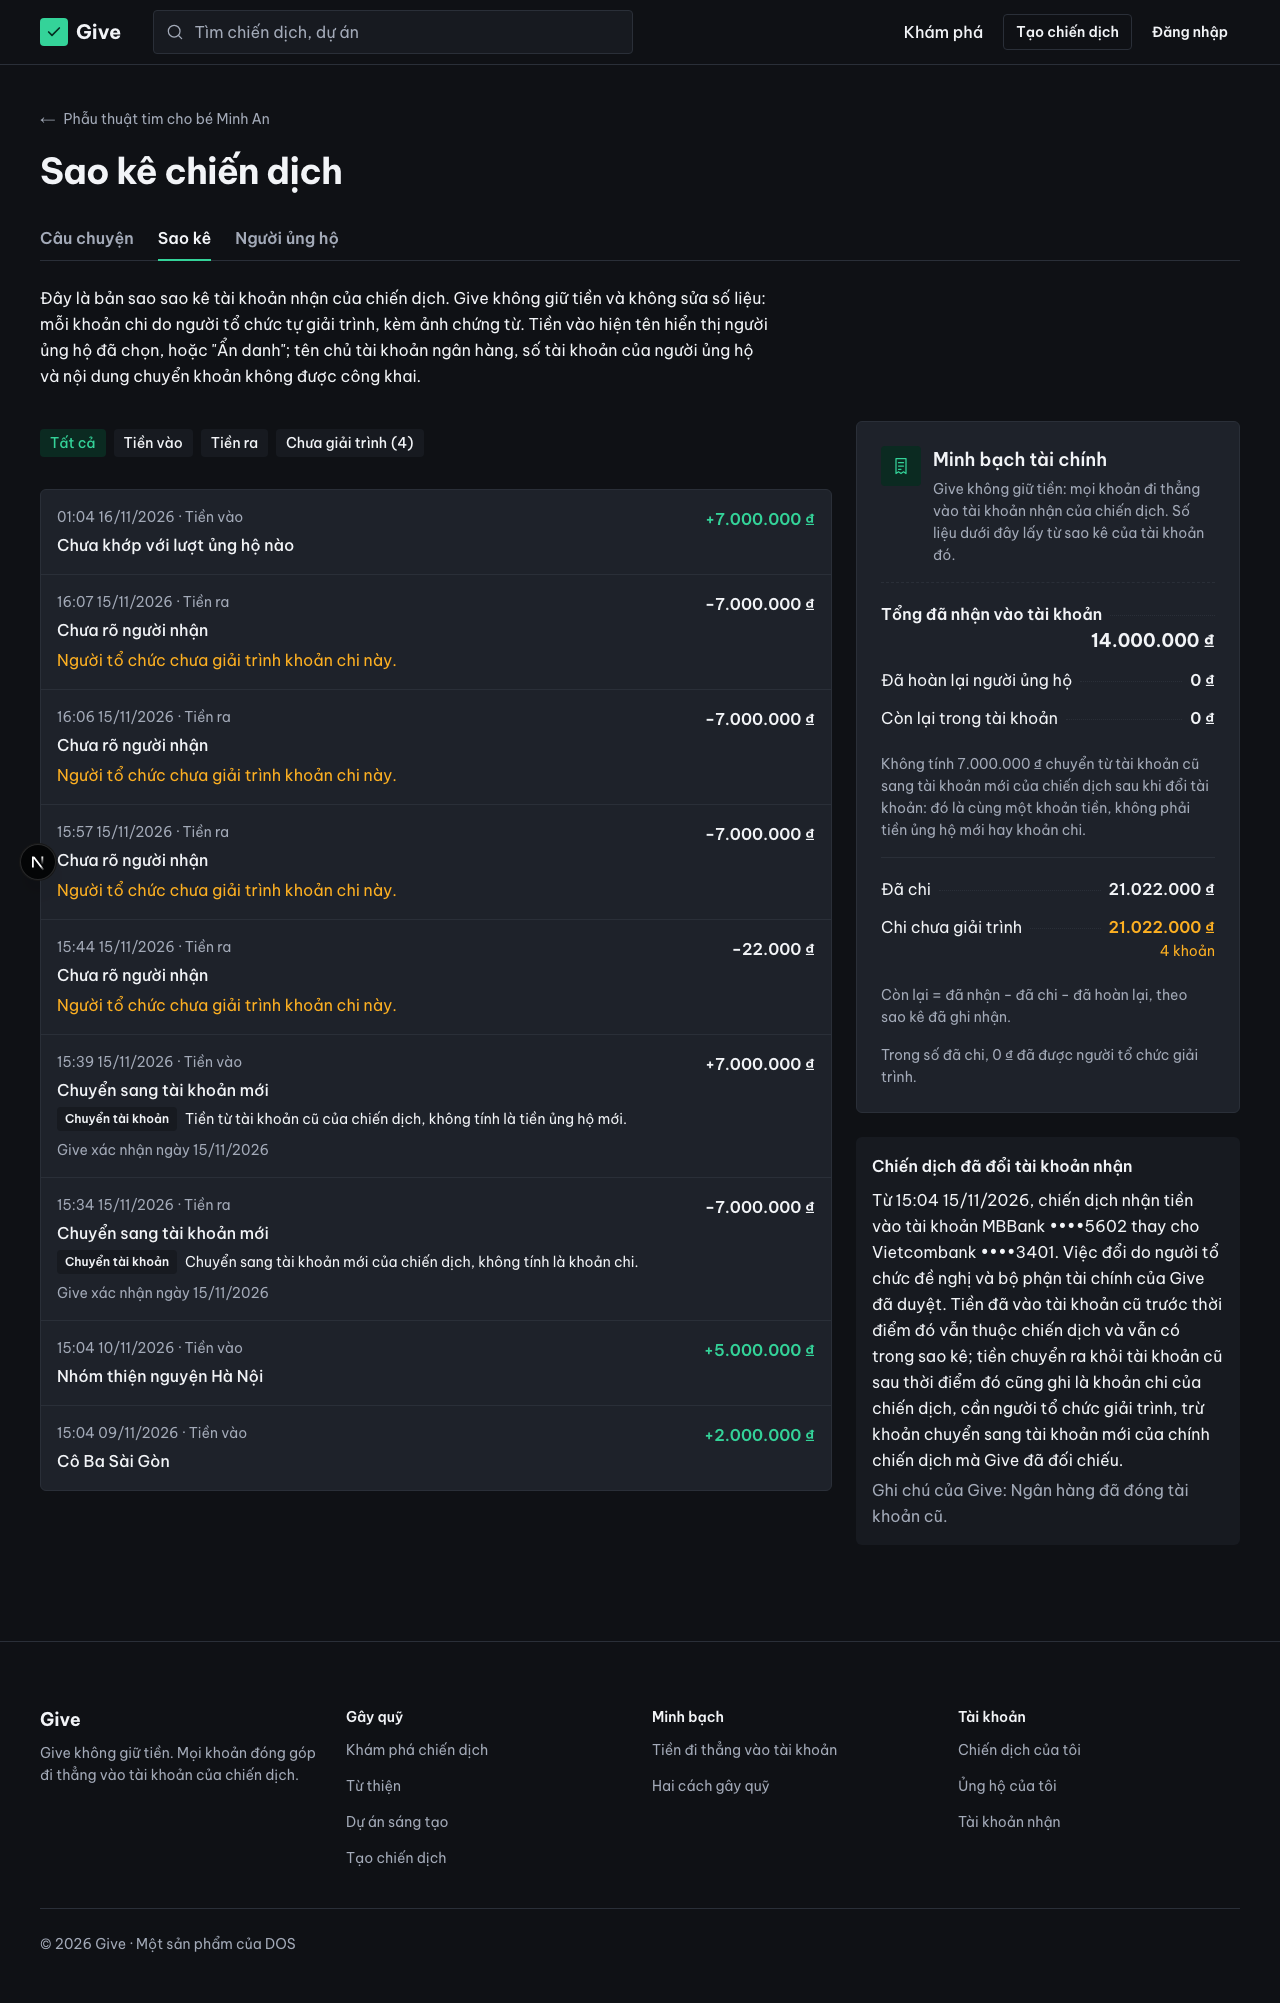 Give
Tìm chiến dịch, dự án
Khám phá
Tạo chiến dịch
Đăng nhập
← Phẫu thuật tim cho bé Minh An
Sao kê chiến dịch
Câu chuyện
Sao kê
Người ủng hộ
Đây là bản sao sao kê tài khoản nhận của chiến dịch. Give không giữ tiền và không sửa số liệu:
mỗi khoản chi do người tổ chức tự giải trình, kèm ảnh chứng từ. Tiền vào hiện tên hiển thị người
ủng hộ đã chọn, hoặc "Ẩn danh"; tên chủ tài khoản ngân hàng, số tài khoản của người ủng hộ
và nội dung chuyển khoản không được công khai.
Tất cả
Tiền vào
Tiền ra
Chưa giải trình (4)
01:04 16/11/2026 · Tiền vào
+7.000.000 ₫
Chưa khớp với lượt ủng hộ nào
16:07 15/11/2026 · Tiền ra
-7.000.000 ₫
Chưa rõ người nhận
Người tổ chức chưa giải trình khoản chi này.
16:06 15/11/2026 · Tiền ra
-7.000.000 ₫
Chưa rõ người nhận
Người tổ chức chưa giải trình khoản chi này.
15:57 15/11/2026 · Tiền ra
-7.000.000 ₫
Chưa rõ người nhận
Người tổ chức chưa giải trình khoản chi này.
15:44 15/11/2026 · Tiền ra
-22.000 ₫
Chưa rõ người nhận
Người tổ chức chưa giải trình khoản chi này.
15:39 15/11/2026 · Tiền vào
+7.000.000 ₫
Chuyển sang tài khoản mới
Chuyển tài khoản Tiền từ tài khoản cũ của chiến dịch, không tính là tiền ủng hộ mới.
Give xác nhận ngày 15/11/2026
15:34 15/11/2026 · Tiền ra
-7.000.000 ₫
Chuyển sang tài khoản mới
Chuyển tài khoản Chuyển sang tài khoản mới của chiến dịch, không tính là khoản chi.
Give xác nhận ngày 15/11/2026
15:04 10/11/2026 · Tiền vào
+5.000.000 ₫
Nhóm thiện nguyện Hà Nội
15:04 09/11/2026 · Tiền vào
+2.000.000 ₫
Cô Ba Sài Gòn
Minh bạch tài chính
Give không giữ tiền: mọi khoản đi thẳng
vào tài khoản nhận của chiến dịch. Số
liệu dưới đây lấy từ sao kê của tài khoản
đó.
Tổng đã nhận vào tài khoản
14.000.000 ₫
Đã hoàn lại người ủng hộ 0 ₫
Còn lại trong tài khoản 0 ₫
Không tính 7.000.000 ₫ chuyển từ tài khoản cũ
sang tài khoản mới của chiến dịch sau khi đổi tài
khoản: đó là cùng một khoản tiền, không phải
tiền ủng hộ mới hay khoản chi.
Đã chi 21.022.000 ₫
Chi chưa giải trình 21.022.000 ₫
4 khoản
Còn lại = đã nhận - đã chi - đã hoàn lại, theo
sao kê đã ghi nhận.
Trong số đã chi, 0 ₫ đã được người tổ chức giải
trình.
Chiến dịch đã đổi tài khoản nhận
Từ 15:04 15/11/2026, chiến dịch nhận tiền
vào tài khoản MBBank ••••5602 thay cho
Vietcombank ••••3401. Việc đổi do người tổ
chức đề nghị và bộ phận tài chính của Give
đã duyệt. Tiền đã vào tài khoản cũ trước thời
điểm đó vẫn thuộc chiến dịch và vẫn có
trong sao kê; tiền chuyển ra khỏi tài khoản cũ
sau thời điểm đó cũng ghi là khoản chi của
chiến dịch, cần người tổ chức giải trình, trừ
khoản chuyển sang tài khoản mới của chính
chiến dịch mà Give đã đối chiếu.
Ghi chú của Give: Ngân hàng đã đóng tài
khoản cũ.
Give
Give không giữ tiền. Mọi khoản đóng góp
đi thẳng vào tài khoản của chiến dịch.
Gây quỹ
Khám phá chiến dịch
Từ thiện
Dự án sáng tạo
Tạo chiến dịch
Minh bạch
Tiền đi thẳng vào tài khoản
Hai cách gây quỹ
Tài khoản
Chiến dịch của tôi
Ủng hộ của tôi
Tài khoản nhận
© 2026 Give · Một sản phẩm của DOS